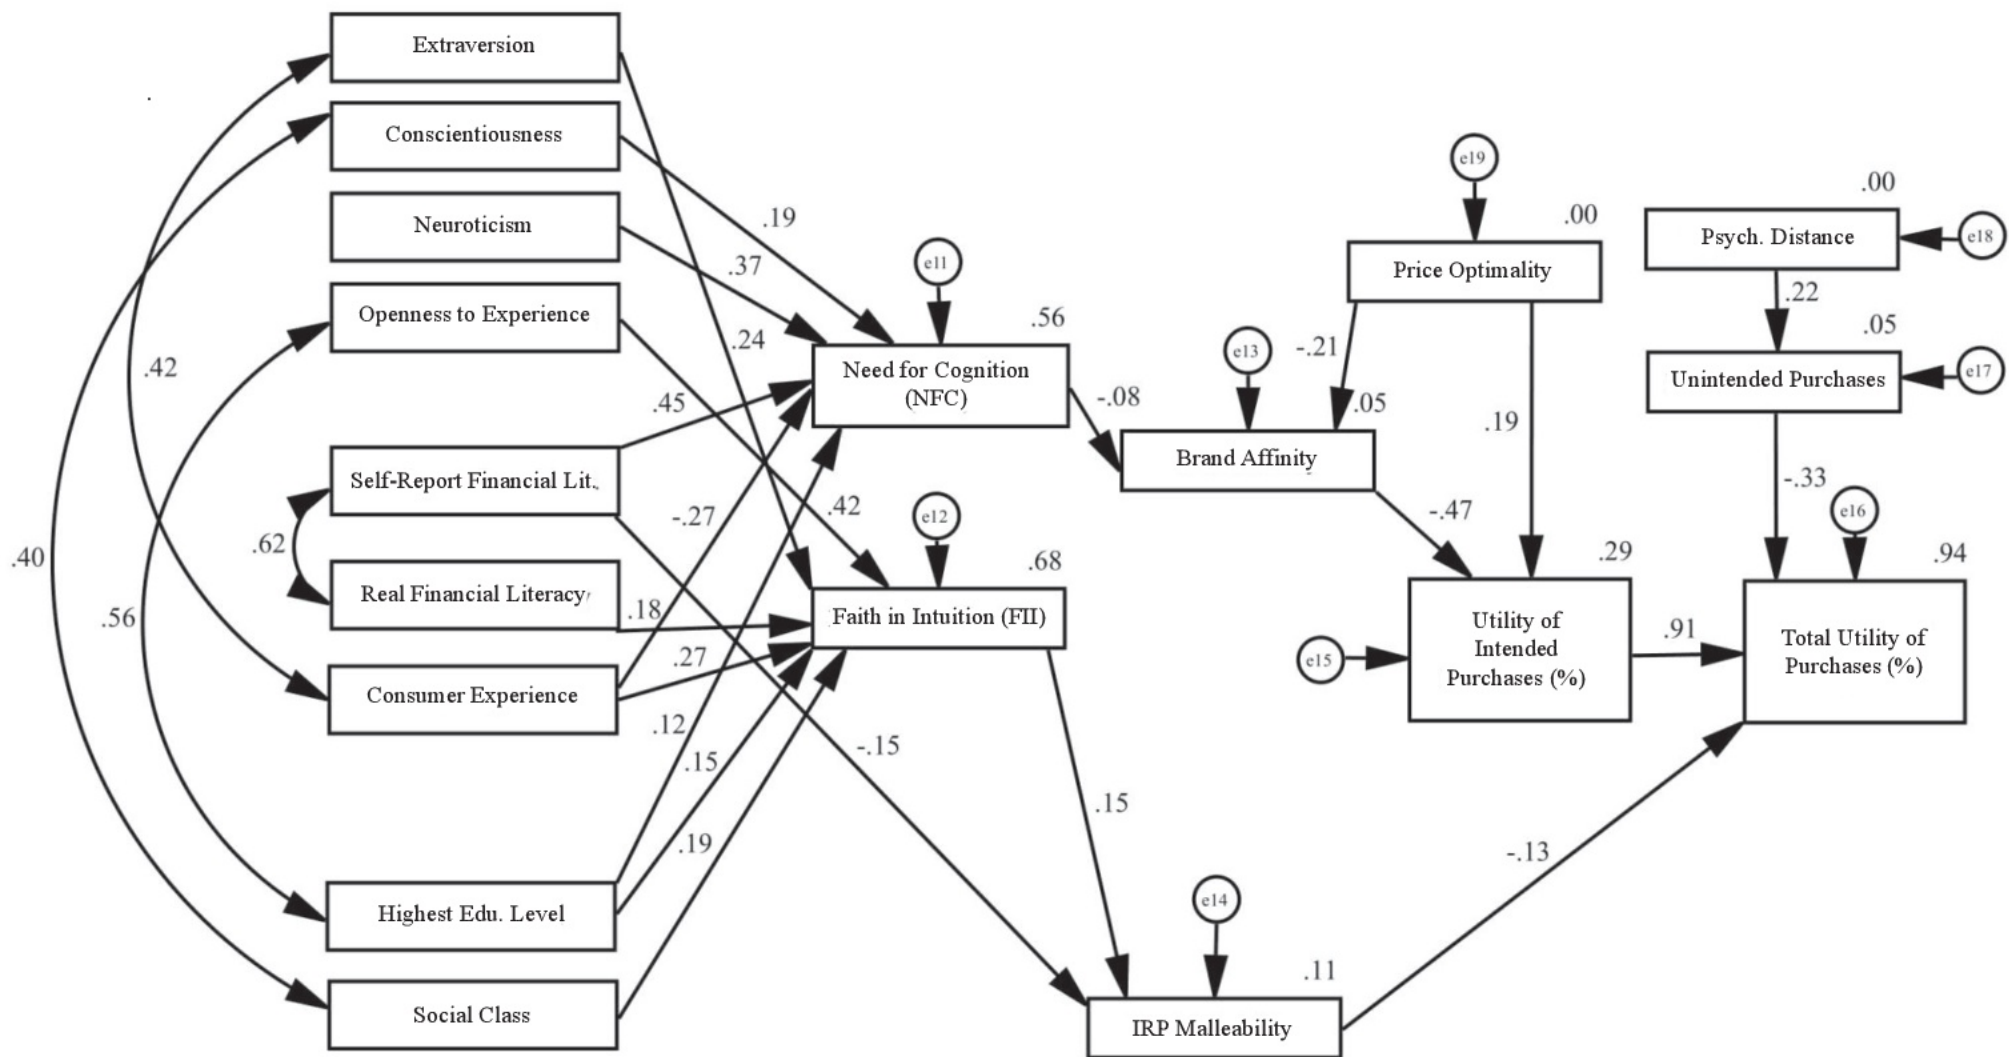 Extraversion
Conscientiousness
Neuroticism
Openness to Experience
Self-Report Financial Lit.
Real Financial Literacy
Consumer Experience
Highest Edu. Level
Social Class
.42
.40
.56
.62
.19
.37
.24
.45
-.27
.42
.18
.27
.12
.15
.19
-.15
e11
.56
Need for Cognition
(NFC)
e12
.68
Faith in Intuition (FII)
-.08
.15
e13
.05
Brand Affinity
-.21
-.47
e14
.11
IRP Malleability
-.13
e19
.00
Price Optimality
.19
e15
.29
Utility of
Intended
Purchases (%)
.91
.00
Psych. Distance
e18
.22
.05
Unintended Purchases
e17
-.33
e16
.94
Total Utility of
Purchases (%)